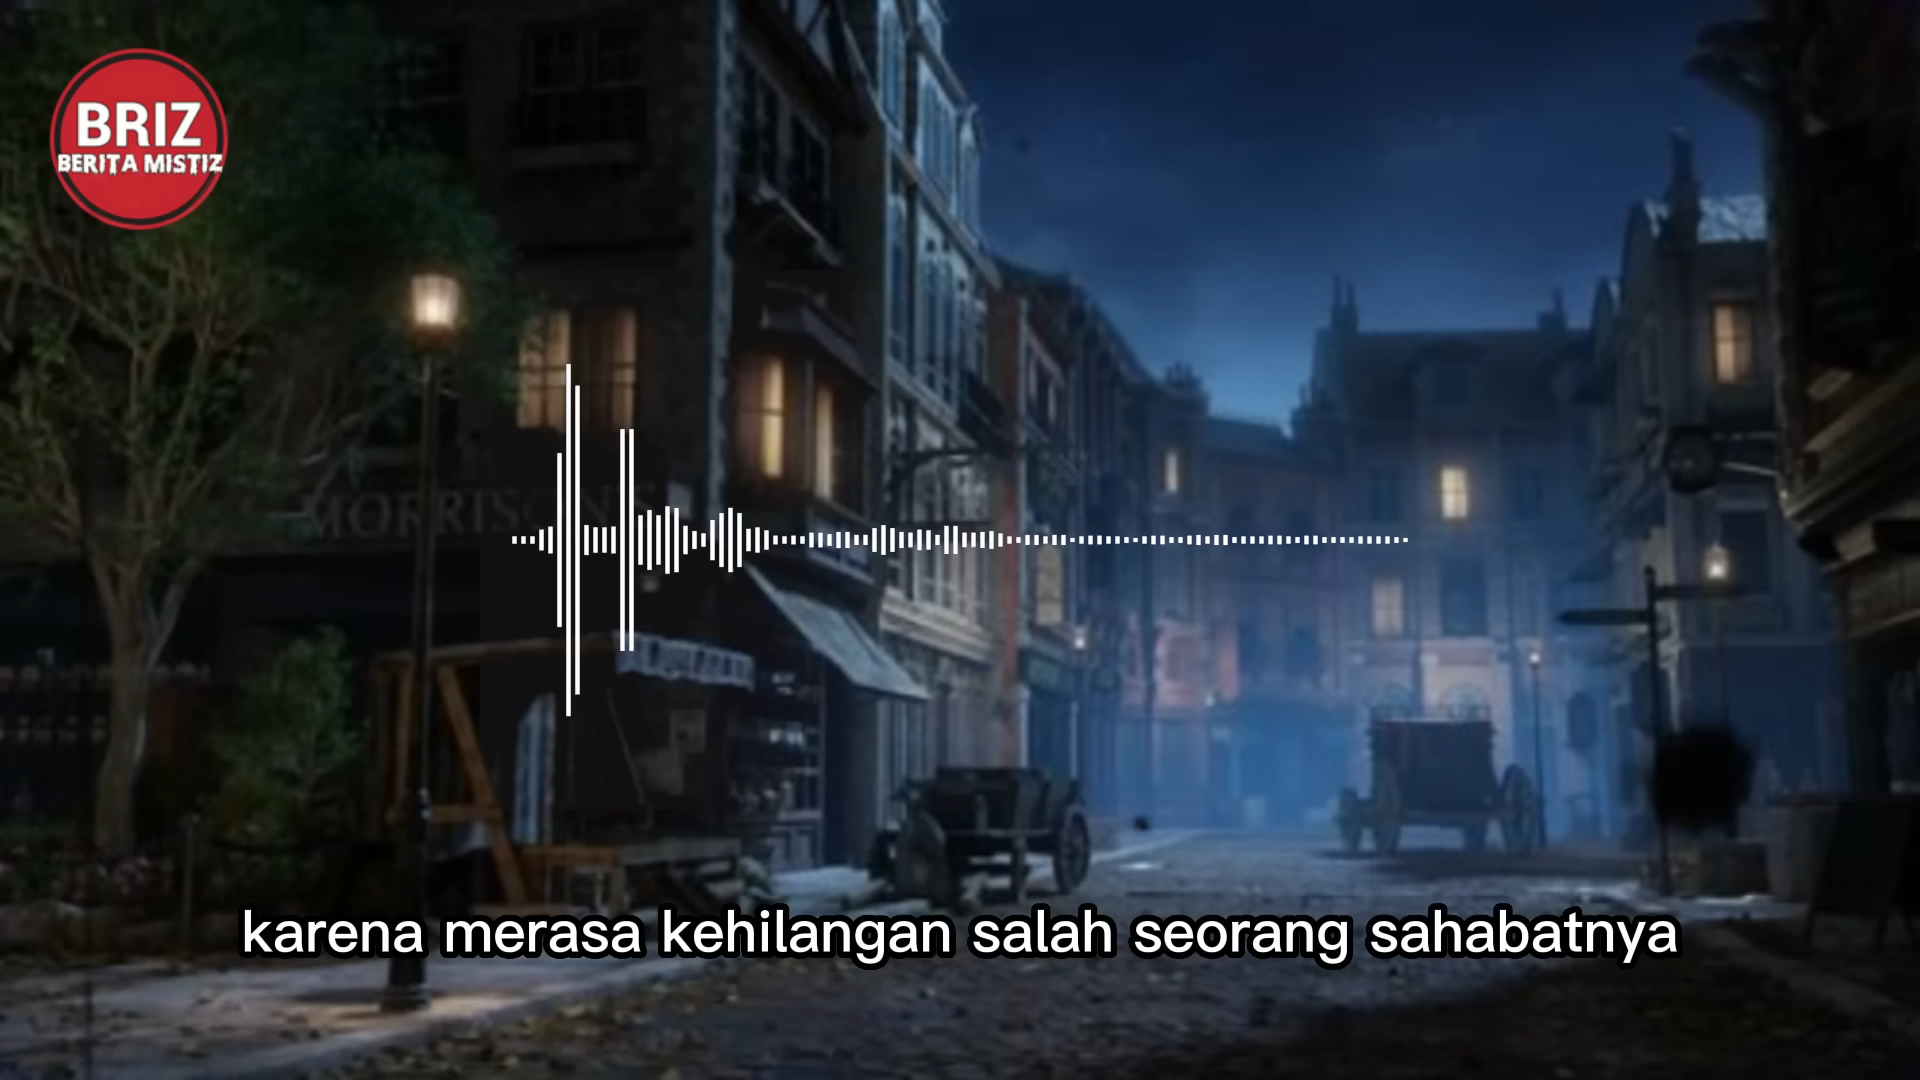 BRIZ
BERITA MISTIZ
MORRISON'S
karena merasa kehilangan salah seorang sahabatnya